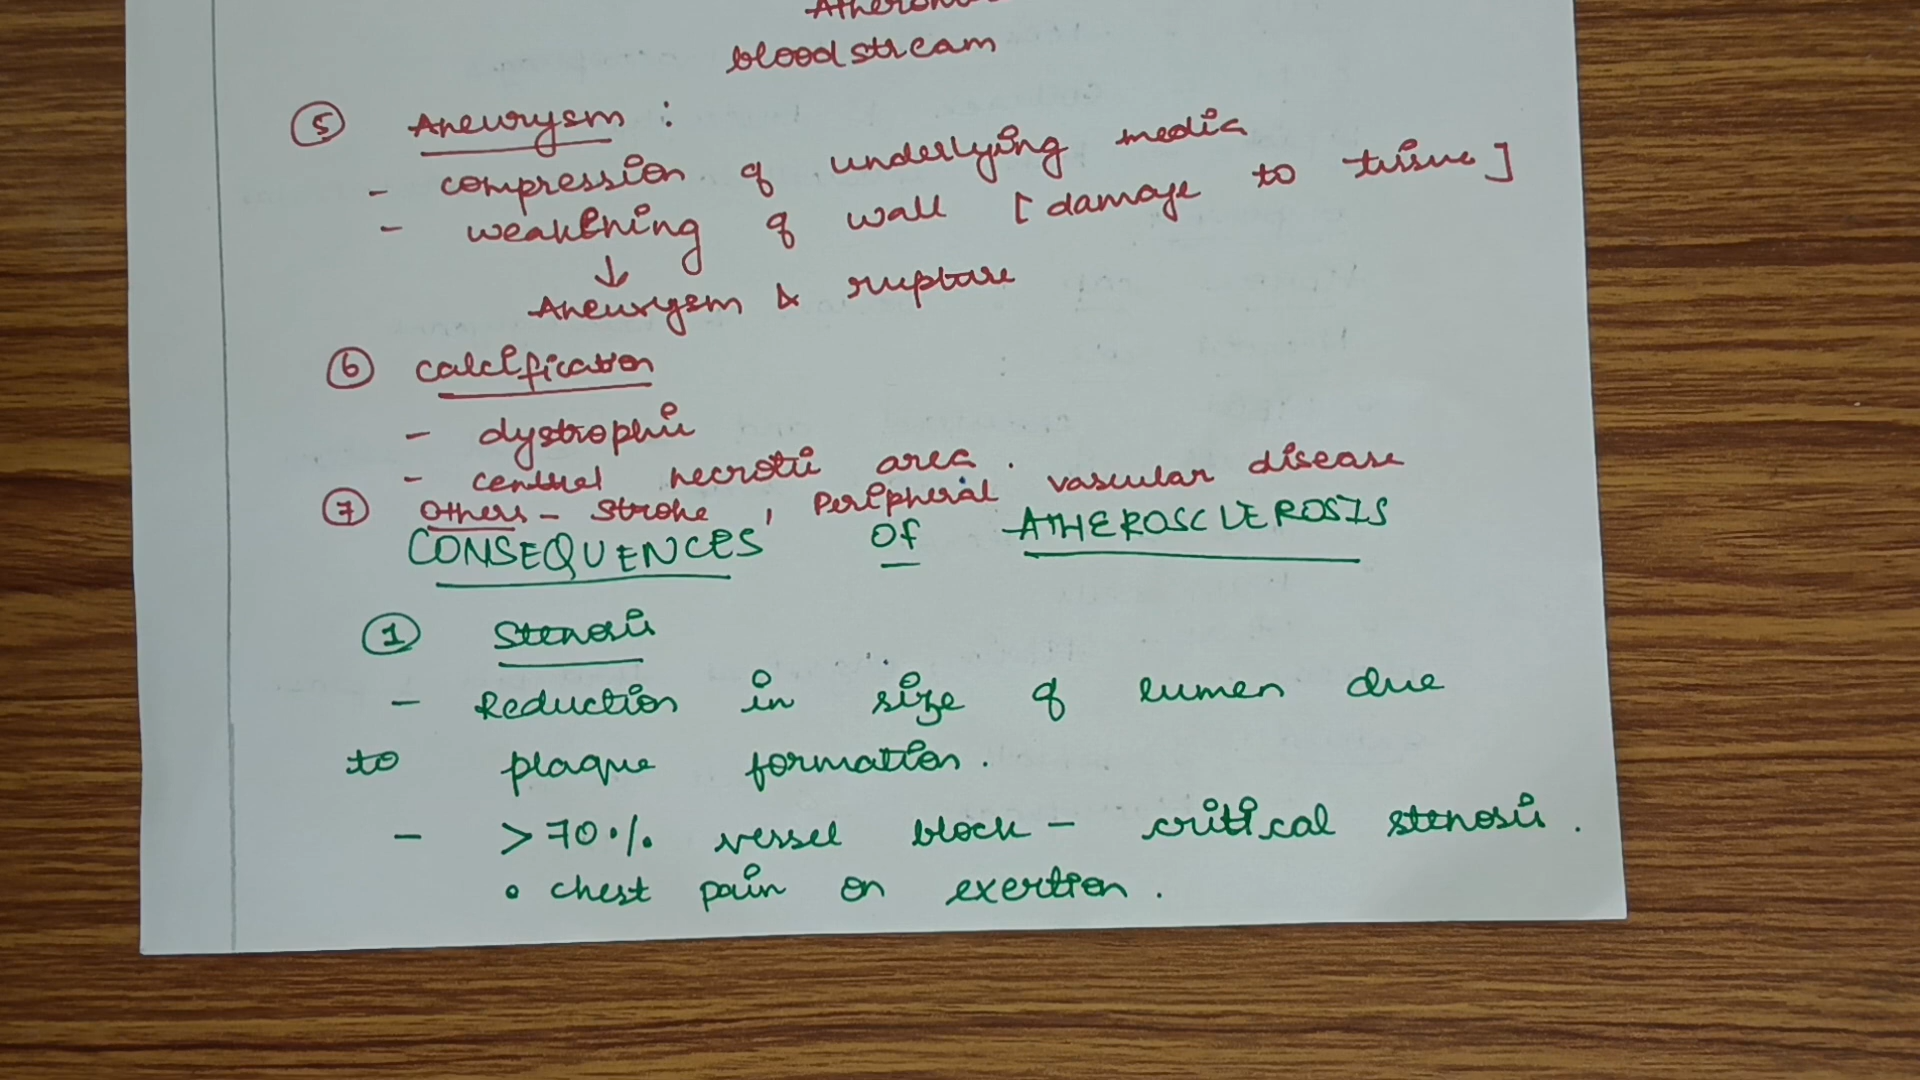 bloodstream
⑤ Aneurysm :
- compression of underlying media
- weakening of wall [damage to tissue]
↓
Aneurysm & rupture
⑥ calcification
- dystrophic
- central necrotic area.
⑦ Others - stroke, Peripheral vascular disease
CONSEQUENCES Of ATHEROSCLEROSIS
① Stenosis
- Reduction in size of lumen due
to plaque formation.
- >70% vessel block - critical stenosis.
• chest pain on exertion.